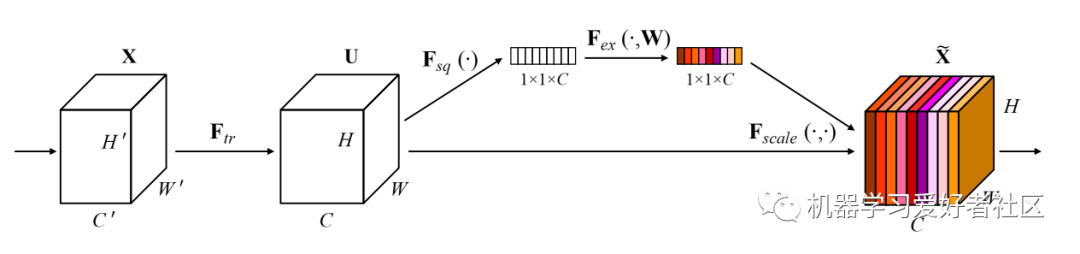 X
U
F_sq (·)
F_ex (·,W)
1×1×C
1×1×C
X̃
H′
F_tr
H
F_scale (·,·)
H
W′
W
W
C′
C
C
机器学习爱好者社区